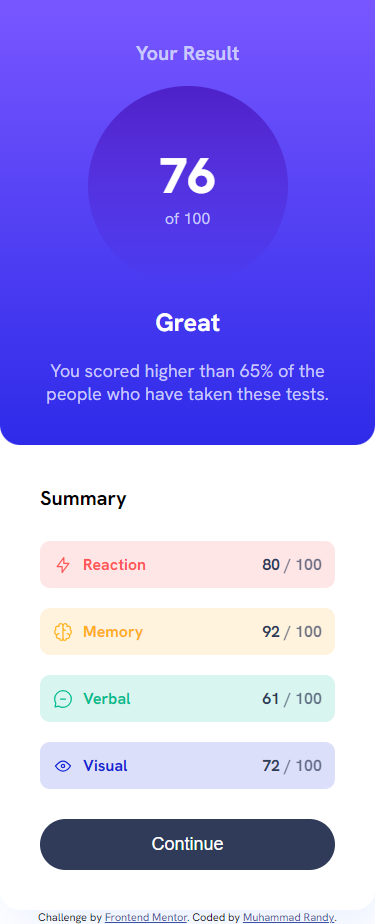 Your Result
76
of 100
Great
You scored higher than 65% of the
people who have taken these tests.
Summary
Reaction 80 / 100
Memory 92 / 100
Verbal 61 / 100
Visual 72 / 100
Continue
Challenge by Frontend Mentor. Coded by Muhammad Randy.